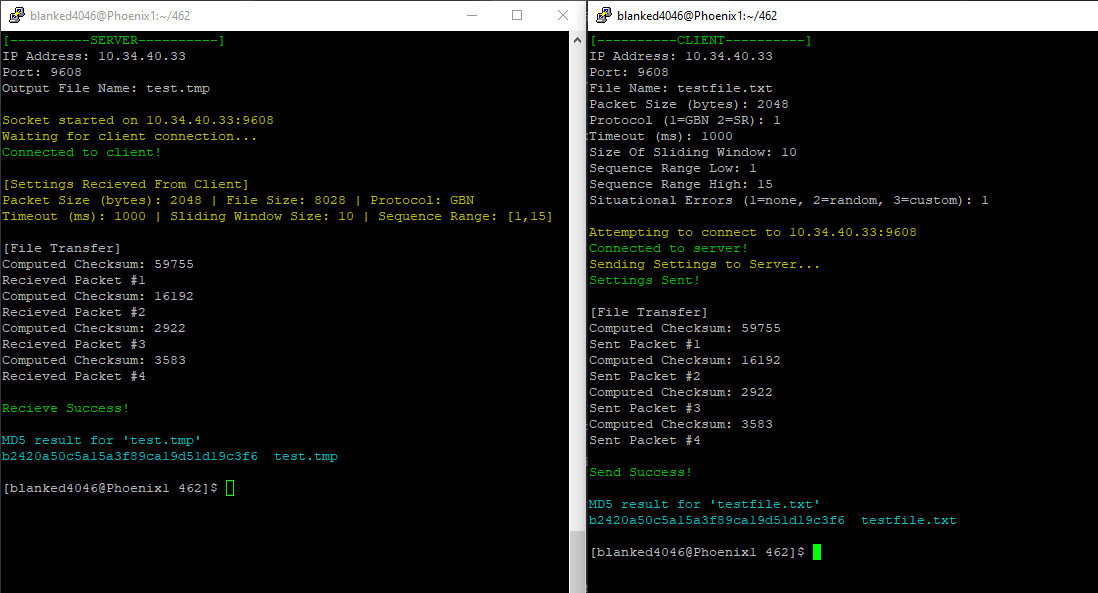 blanked4046@Phoenix1:~/462
[----------SERVER----------]
IP Address: 10.34.40.33
Port: 9608
Output File Name: test.tmp
Socket started on 10.34.40.33:9608
Waiting for client connection...
Connected to client!
[Settings Recieved From Client]
Packet Size (bytes): 2048 | File Size: 8028 | Protocol: GBN
Timeout (ms): 1000 | Sliding Window Size: 10 | Sequence Range: [1,15]
[File Transfer]
Computed Checksum: 59755
Recieved Packet #1
Computed Checksum: 16192
Recieved Packet #2
Computed Checksum: 2922
Recieved Packet #3
Computed Checksum: 3583
Recieved Packet #4
Recieve Success!
MD5 result for 'test.tmp'
b2420a50c5a15a3f89ca19d51d19c3f6  test.tmp
[blanked4046@Phoenix1 462]$
blanked4046@Phoenix1:~/462
[----------CLIENT----------]
IP Address: 10.34.40.33
Port: 9608
File Name: testfile.txt
Packet Size (bytes): 2048
Protocol (1=GBN 2=SR): 1
Timeout (ms): 1000
Size Of Sliding Window: 10
Sequence Range Low: 1
Sequence Range High: 15
Situational Errors (1=none, 2=random, 3=custom): 1
Attempting to connect to 10.34.40.33:9608
Connected to server!
Sending Settings to Server...
Settings Sent!
[File Transfer]
Computed Checksum: 59755
Sent Packet #1
Computed Checksum: 16192
Sent Packet #2
Computed Checksum: 2922
Sent Packet #3
Computed Checksum: 3583
Sent Packet #4
Send Success!
MD5 result for 'testfile.txt'
b2420a50c5a15a3f89ca19d51d19c3f6  testfile.txt
[blanked4046@Phoenix1 462]$